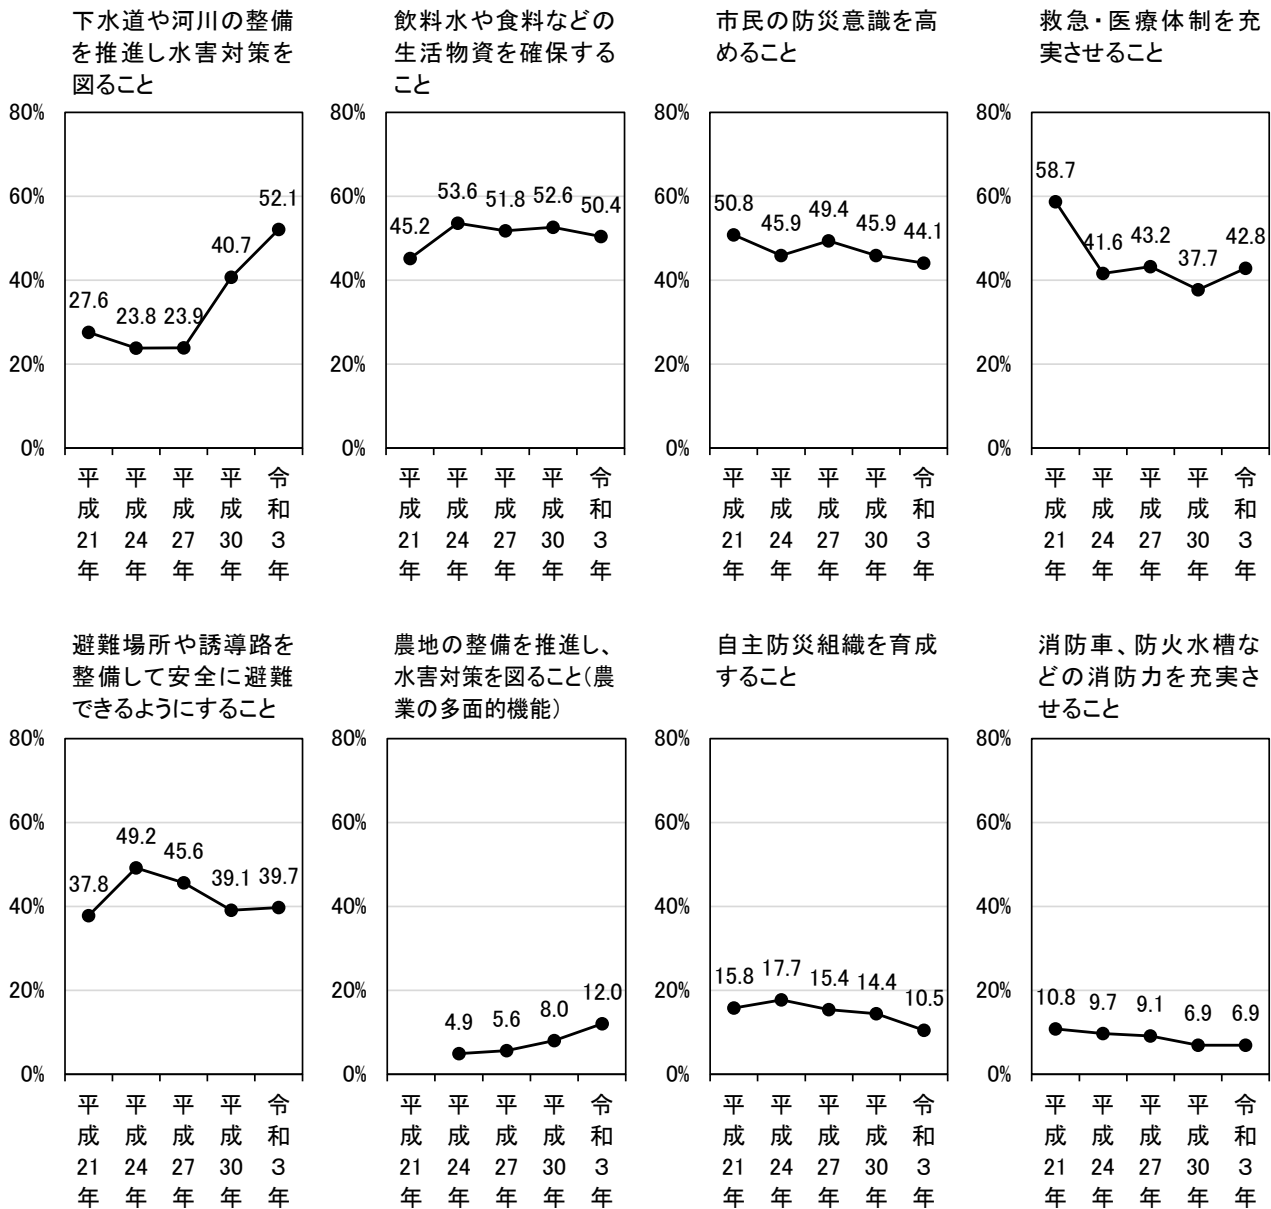 下水道や河川の整備
を推進し水害対策を
図ること
80%
60%
40%
20%
0%
27.6
23.8
23.9
40.7
52.1
平成21年
平成24年
平成27年
平成30年
令和3年
飲料水や食料などの
生活物資を確保する
こと
80%
60%
40%
20%
0%
45.2
53.6
51.8
52.6
50.4
平成21年
平成24年
平成27年
平成30年
令和3年
市民の防災意識を高
めること
80%
60%
40%
20%
0%
50.8
45.9
49.4
45.9
44.1
平成21年
平成24年
平成27年
平成30年
令和3年
救急・医療体制を充
実させること
80%
60%
40%
20%
0%
58.7
41.6
43.2
37.7
42.8
平成21年
平成24年
平成27年
平成30年
令和3年
避難場所や誘導路を
整備して安全に避難
できるようにすること
80%
60%
40%
20%
0%
37.8
49.2
45.6
39.1
39.7
平成21年
平成24年
平成27年
平成30年
令和3年
農地の整備を推進し、
水害対策を図ること(農
業の多面的機能)
80%
60%
40%
20%
0%
4.9
5.6
8.0
12.0
平成21年
平成24年
平成27年
平成30年
令和3年
自主防災組織を育成
すること
80%
60%
40%
20%
0%
15.8
17.7
15.4
14.4
10.5
平成21年
平成24年
平成27年
平成30年
令和3年
消防車、防火水槽な
どの消防力を充実さ
せること
80%
60%
40%
20%
0%
10.8
9.7
9.1
6.9
6.9
平成21年
平成24年
平成27年
平成30年
令和3年